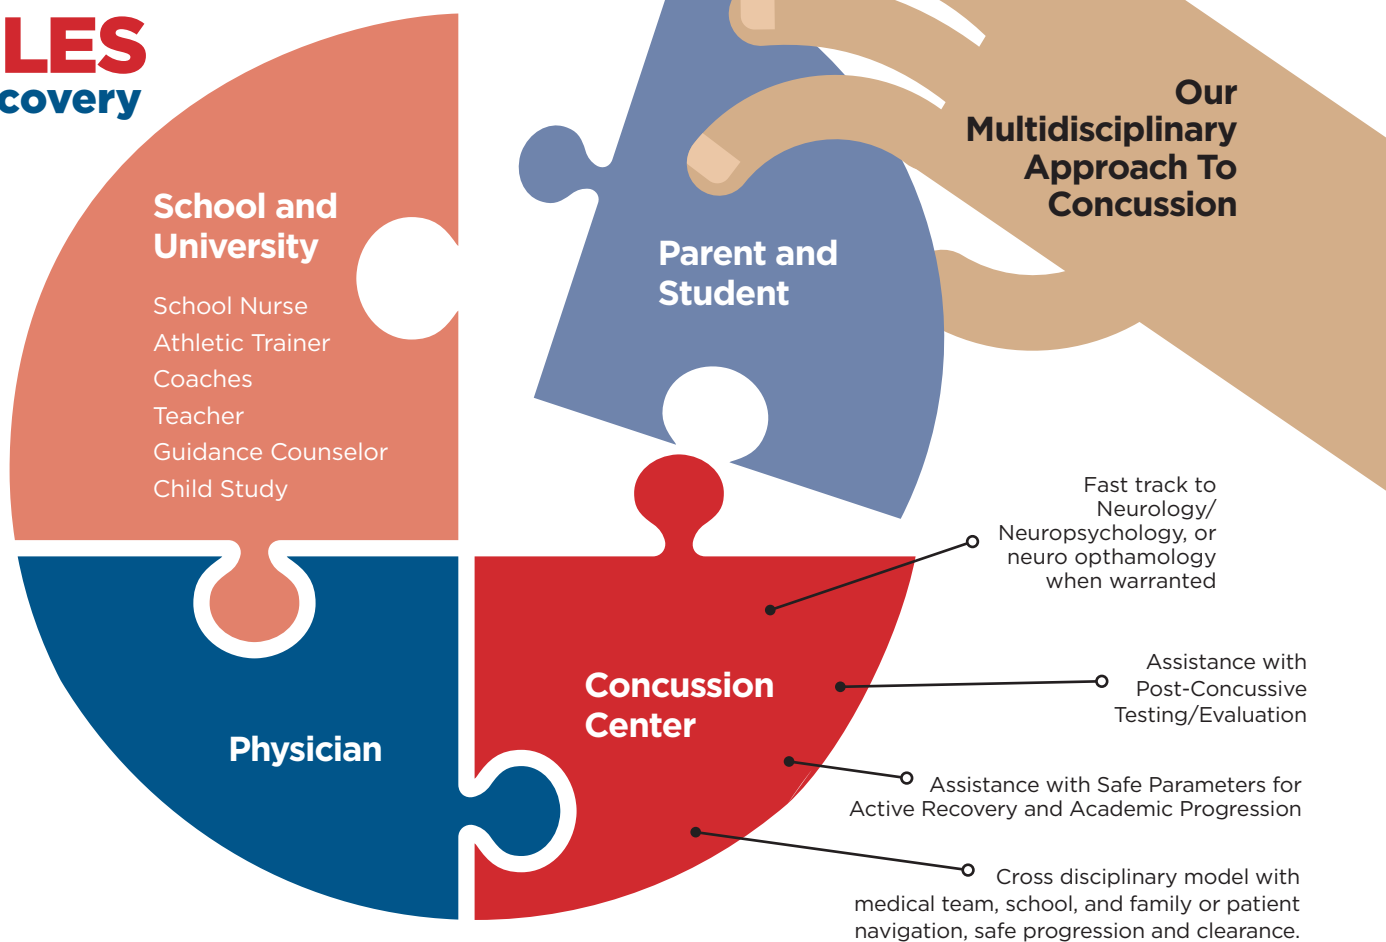 LES
covery
Our
Multidisciplinary
Approach To
Concussion
School and
University
School Nurse
Athletic Trainer
Coaches
Teacher
Guidance Counselor
Child Study
Parent and
Student
Fast track to
Neurology/
Neuropsychology, or
neuro opthamology
when warranted
Physician
Concussion
Center
Assistance with
Post-Concussive
Testing/Evaluation
Assistance with Safe Parameters for
Active Recovery and Academic Progression
Cross disciplinary model with
medical team, school, and family or patient
navigation, safe progression and clearance.